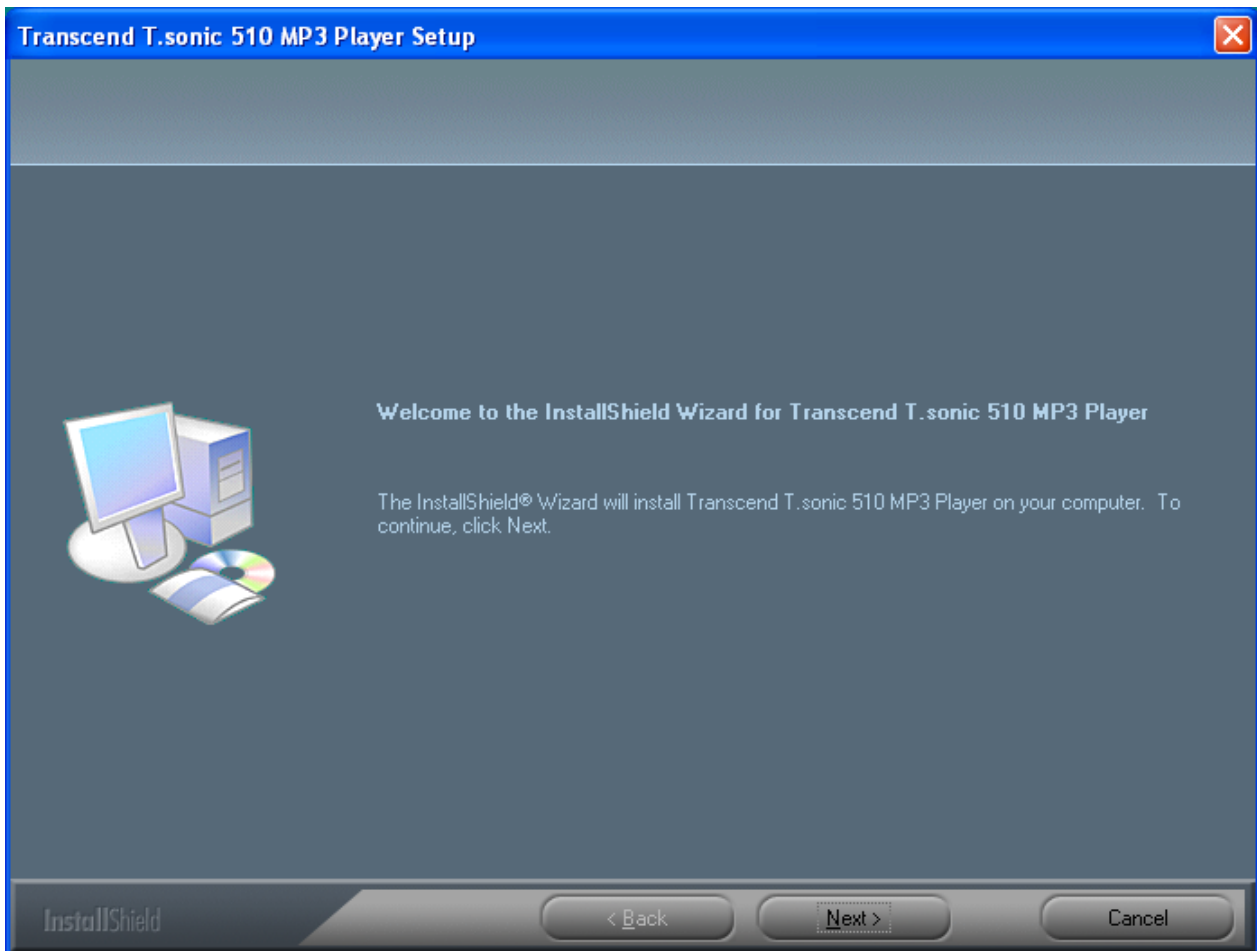 Transcend T.sonic 510 MP3 Player Setup
Welcome to the InstallShield Wizard for Transcend T.sonic 510 MP3 Player
The InstallShield® Wizard will install Transcend T.sonic 510 MP3 Player on your computer.  To
continue, click Next.
InstallShield
< Back
Next >
Cancel